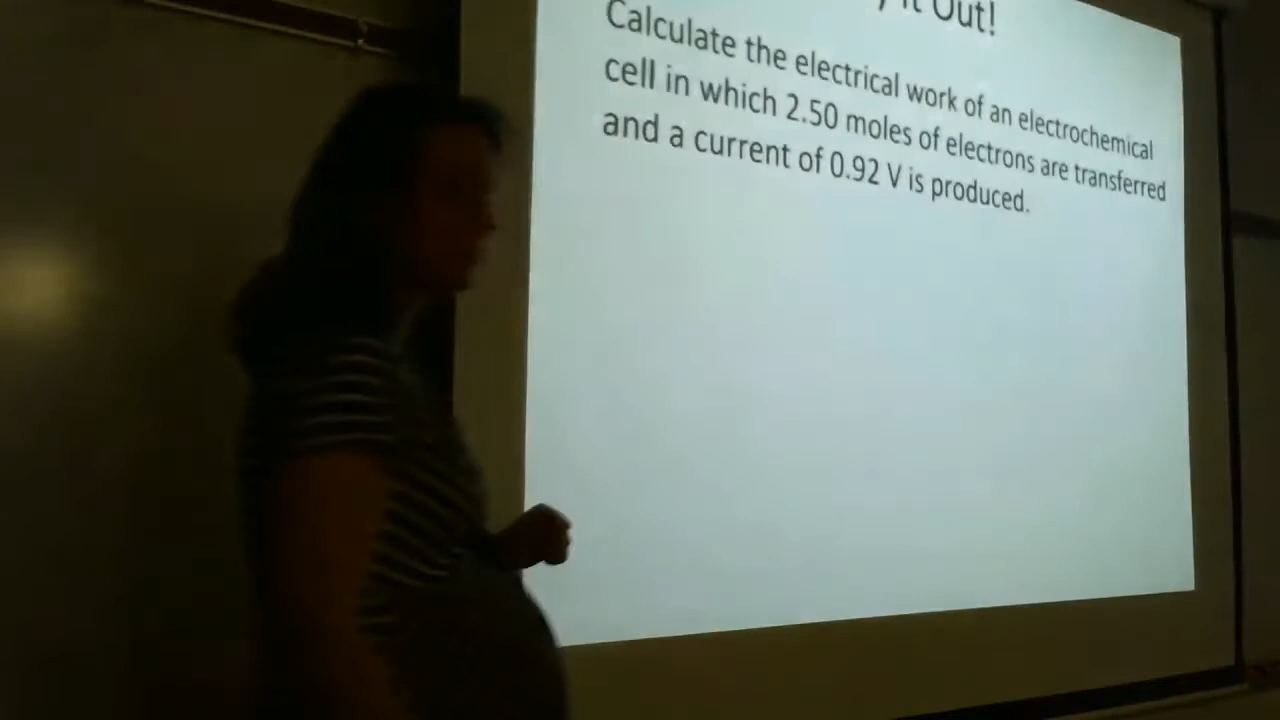 It Out!
Calculate the electrical work of an electrochemical
cell in which 2.50 moles of electrons are transferred
and a current of 0.92 V is produced.